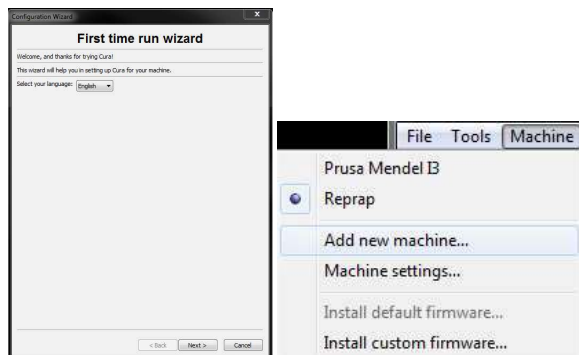 Configuration Wizard
X
First time run wizard
Welcome, and thanks for trying Cura!
This wizard will help you in setting up Cura for your machine.
Select your language: English
< Back Next > Cancel
File Tools Machine
Prusa Mendel I3
Reprap
Add new machine...
Machine settings...
Install default firmware...
Install custom firmware...